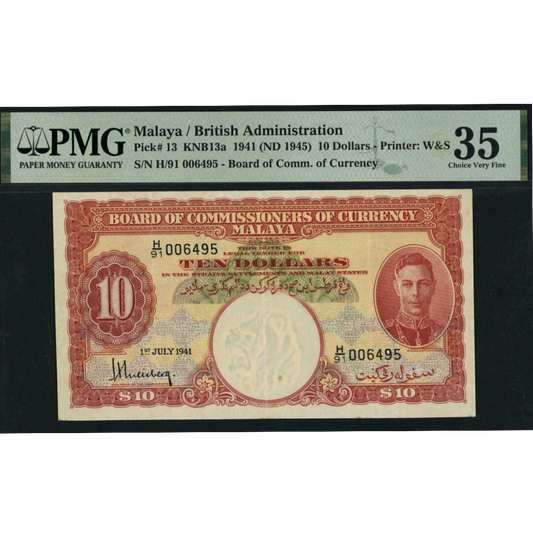 PMG
PAPER MONEY GUARANTY
Malaya / British Administration
Pick# 13 KNB13a 1941 (ND 1945) 10 Dollars - Printer: W&S
S/N H/91 006495 - Board of Comm. of Currency
35
Choice Very Fine
BOARD OF COMMISSIONERS OF CURRENCY
MALAYA
H/91 006495
THIS NOTE IS
LEGAL TENDER FOR
TEN DOLLARS
IN THE STRAITS SETTLEMENTS AND MALAY STATES
10
1ST JULY 1941
H/91 006495
$10
$10